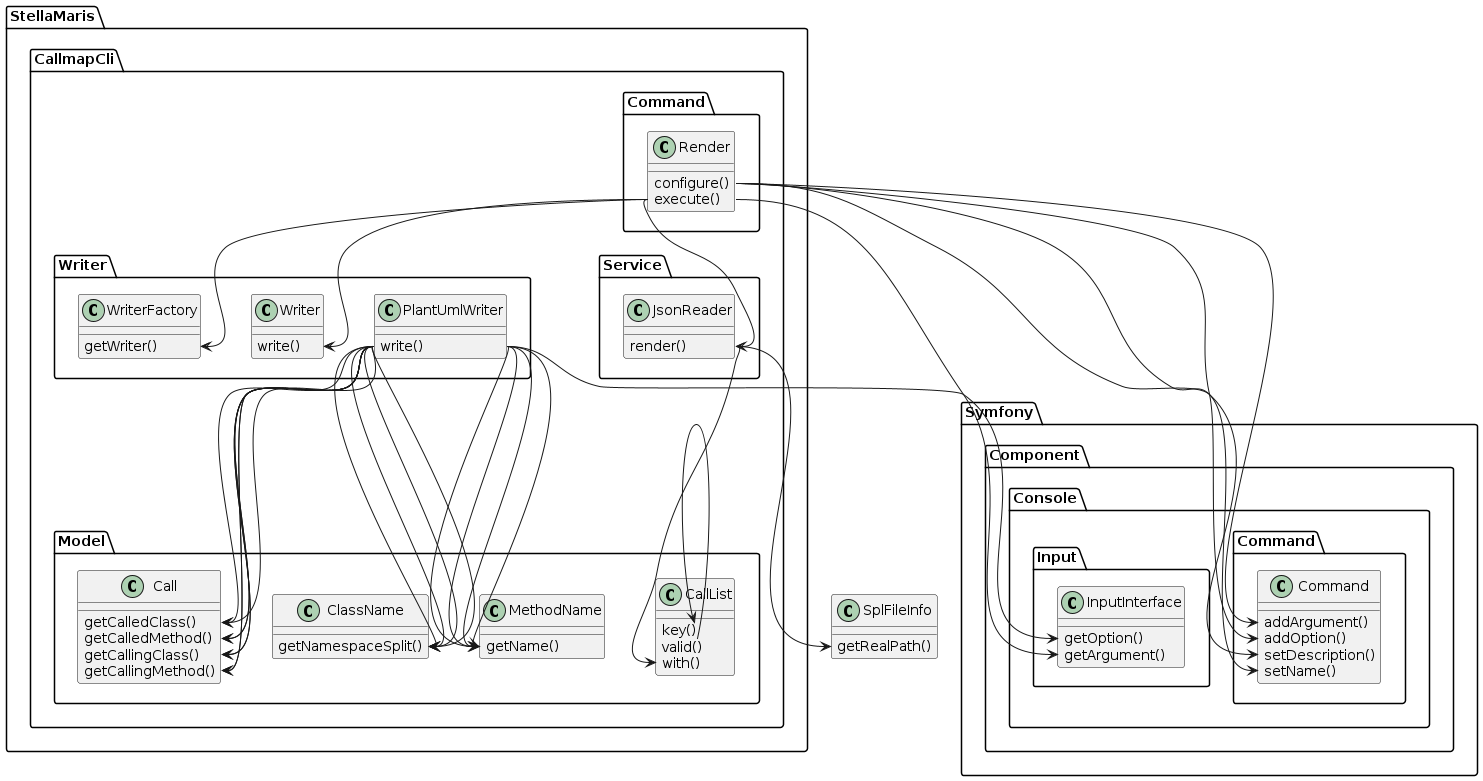 StellaMaris
CallmapCli
Command
C Render
configure()
execute()
Writer
C WriterFactory
getWriter()
C Writer
write()
C PlantUmlWriter
write()
Service
C JsonReader
render()
Model
C Call
getCalledClass()
getCalledMethod()
getCallingClass()
getCallingMethod()
C ClassName
getNamespaceSplit()
C MethodName
getName()
C CallList
key()
valid()
with()
C SplFileInfo
getRealPath()
Symfony
Component
Console
Input
C InputInterface
getOption()
getArgument()
Command
C Command
addArgument()
addOption()
setDescription()
setName()